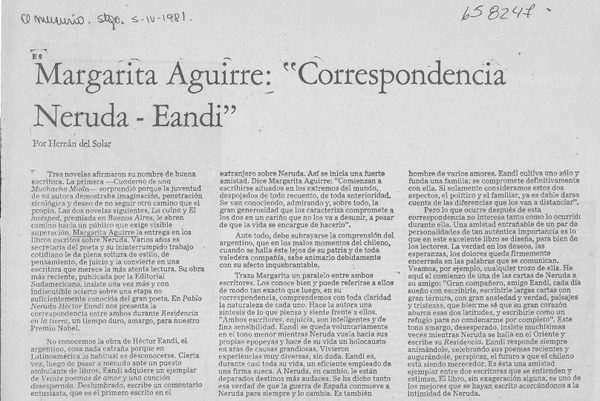 El Mercurio. Stgo. 5-IV-1981.
658247
Margarita Aguirre: “Correspondencia
Neruda - Eandi”
Por Hernán del Solar
Tres novelas afirmaron su nombre de buena
escritora. La primera —Cuaderno de una
Muchacha Muda— sorprendió porque la juventud
de su autora demostraba imaginación, penetración
sicológica y deseo de no seguir otro camino que el
propio. Las dos novelas siguientes, La culpa y El
huésped, premiada en Buenos Aires, le abren
camino hacia un público que exige visible
superación. Margarita Aguirre la entrega en los
libros escritos sobre Neruda. Varios años es
secretaria del poeta y su ininterrumpido trabajo
cotidiano le da plena soltura de estilo, de
pensamiento, de juicio y la convierte en una
escritora que merece la más atenta lectura. Su obra
más recientemente, publicada por la Editorial
Sudamericana, insiste una vez más y con
indiscutible acierto sobre una etapa no
suficientemente conocida del gran poeta. En Pablo
Neruda-Héctor Eandi nos presenta la
correspondencia entre ambos durante Residencia
en la tierra, un tiempo duro, amargo, para nuestro
Premio Nobel.
No conocemos la obra de Héctor Eandi, el
argentino, cosa nada extraña porque en
Latinoamérica lo habitual es desconocerse. Cierta
vez, luego de pasar a menudo ante un puesto
ambulante de libros, Eandi adquiere un ejemplar
de Veinte poemas de amor y una canción
desesperada. Deslumbrado, escribe un comentario
entusiasta, que es el primero en ser escrito en el
extranjero sobre Neruda. Así se inicia una fuerte
amistad. Dice Margarita Aguirre: “Comienzan a
escribirse situados en los extremos del mundo,
despojados de todo recurso, de toda teatralidad.
Se van conociendo, admirando y, sobre todo, la
gran generosidad que los caracteriza compromete a
los dos en un cariño que no los va a desunir, a pesar
de que la vida se encargue de hacerlo”.
Ante todo, debe subrayarse la comprensión del
argentino, que en los malos momentos del chileno,
cuando se halla éste lejos de su patria y de toda
valedera compañía, sabe animarlo debidamente
con su afecto inquebrantable.
Traza Margarita un paralelo entre ambos
escritores. Los conoce bien y puede referirse a ellos
de modo tan exacto que, en su
correspondencia, comprendemos con toda claridad
la naturaleza de cada uno. Hace la autora una
síntesis de lo que piensa y siente frente a ellos.
“Ambos escritores, enjuicia, son inteligentes y de
fina sensibilidad. Eandi se queda voluntariamente
en el tono menor mientras Neruda vuela hacia sus
propias epopeyas y hace de su vida un holocausto
en aras de causas grandiosas. Vivieron
experiencias muy diversas, sin duda. Eandi es,
durante casi toda su vida, un eficiente empleado de
una firma sueca. A Neruda, en cambio, le están
deparados destinos más audaces. Se ha dicho tanto
esa verdad de que la guerra de España conmueve a
Neruda para siempre y lo cambia. Es también
hombre de varios amores. Eandi cultiva uno sólo y
funda una familia; se compromete definitivamente
con ella. Si solamente consideramos estos dos
aspectos, el político y el familiar, ya es dable darse
cuenta de las diferencias que los van a distanciar”.
Pero lo que ocurre después de esta
correspondencia no interesa tanto como lo ocurrido
durante ella. Una amistad entrañable de un par de
personalidades de tan auténtica importancia es lo
que en este excelente libro se diseña, para bien de
los lectores. La verdad en los deseos, las
esperanzas, los dolores queda firmemente
encerrada en las palabras que se comunican.
Veamos, por ejemplo, cualquier trozo de ella. He
aquí el comienzo de una de las cartas de Neruda a
su amigo: “Gran compañero, amigo Eandi, cada día
sueño con escribirle, escribirle largas cartas con
gran ternura, con gran ansiedad y verdad, paisajes
y tristezas, cosas que por aquí, a gran distancia
abarcan esas dos latitudes, y escribo con gran
respeto para no condenarme por completo”. Este
tono amargo, desesperado, insiste muchísimas
veces mientras Neruda se halla en el Oriente y
escribe su Residencia. Eandi responde siempre
animándole, celebrando esos poemas recientes y
augurándole, perspicaz, el futuro a que el chileno
está siendo merecedor. Es ésta una amistad
ejemplar entre dos escritores que se entienden y
estiman. El libro, sin exageración alguna, es uno de
los mejores que se hayan escrito acercándonos a la
intimidad de Neruda.